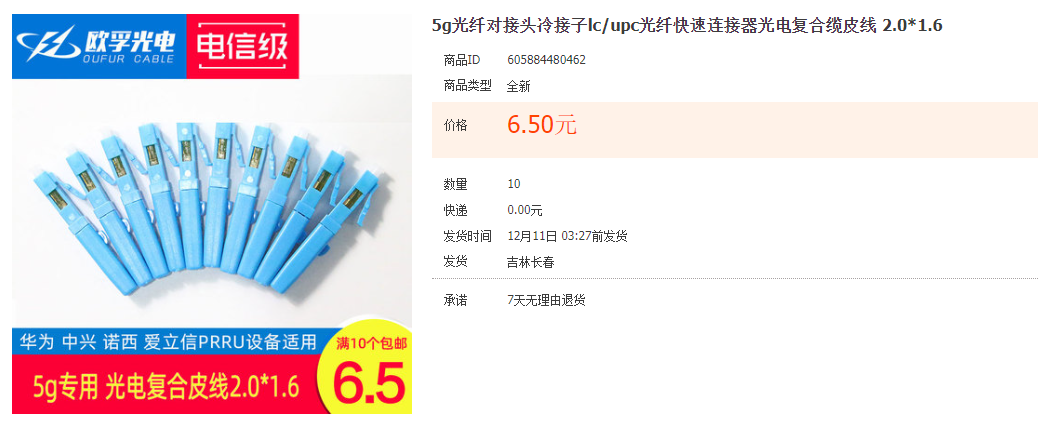 欧孚光电
OUFUR CABLE
电信级
华为 中兴 诺西 爱立信PRRU设备适用
满10个包邮
5g专用 光电复合皮线2.0*1.6
6.5
5g光纤对接头冷接子lc/upc光纤快速连接器光电复合缆皮线 2.0*1.6
商品ID 605884480462
商品类型 全新
价格 6.50元
数量 10
快递 0.00元
发货时间 12月11日 03:27前发货
发货 吉林长春
承诺 7天无理由退货